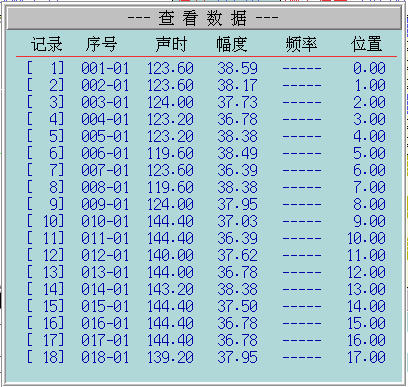 --- 查 看 数 据 ---
记录 序号 声时 幅度 频率 位置
[ 1] 001-01 123.60 38.59 ----- 0.00
[ 2] 002-01 123.60 38.17 ----- 1.00
[ 3] 003-01 124.00 37.73 ----- 2.00
[ 4] 004-01 123.20 36.78 ----- 3.00
[ 5] 005-01 123.20 38.38 ----- 4.00
[ 6] 006-01 119.60 38.49 ----- 5.00
[ 7] 007-01 123.60 36.39 ----- 6.00
[ 8] 008-01 119.60 38.38 ----- 7.00
[ 9] 009-01 124.00 37.95 ----- 8.00
[ 10] 010-01 144.40 37.03 ----- 9.00
[ 11] 011-01 144.40 36.39 ----- 10.00
[ 12] 012-01 140.00 37.62 ----- 11.00
[ 13] 013-01 144.00 36.78 ----- 12.00
[ 14] 014-01 143.20 38.38 ----- 13.00
[ 15] 015-01 144.40 37.50 ----- 14.00
[ 16] 016-01 144.40 36.78 ----- 15.00
[ 17] 017-01 144.40 36.78 ----- 16.00
[ 18] 018-01 139.20 37.95 ----- 17.00